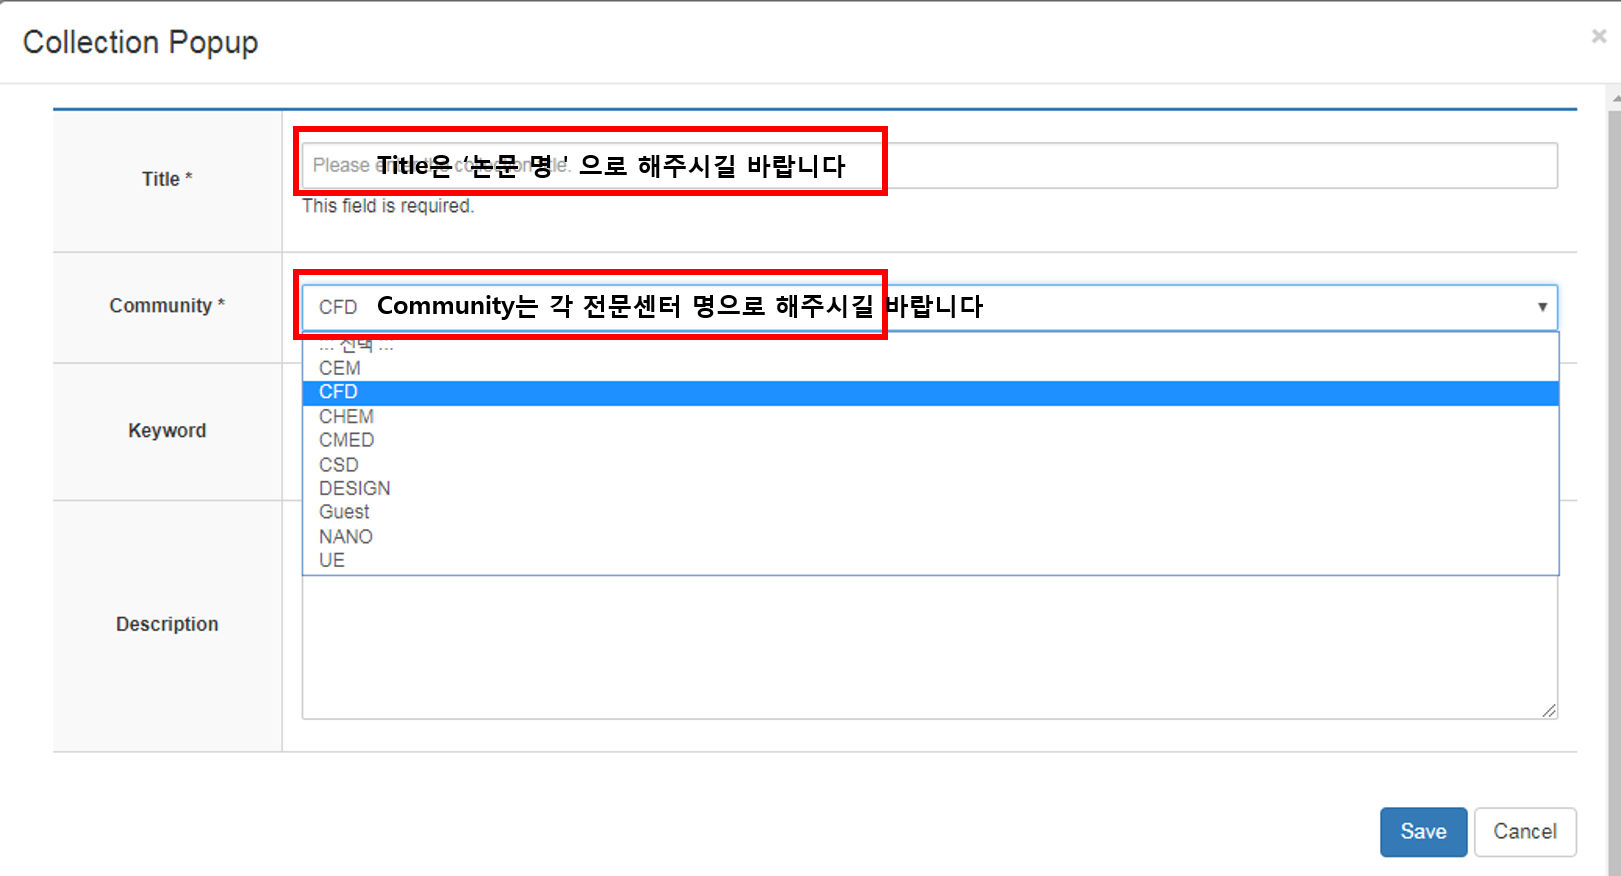 Collection Popup
×
Title *
Title은 ‘논문 명 ’ 으로 해주시길 바랍니다
This field is required.
Community *
CFD
Community는 각 전문센터 명으로 해주시길 바랍니다
::: 선택 :::
CEM
CFD
CHEM
Keyword
CMED
CSD
DESIGN
Guest
NANO
UE
Description
Save Cancel